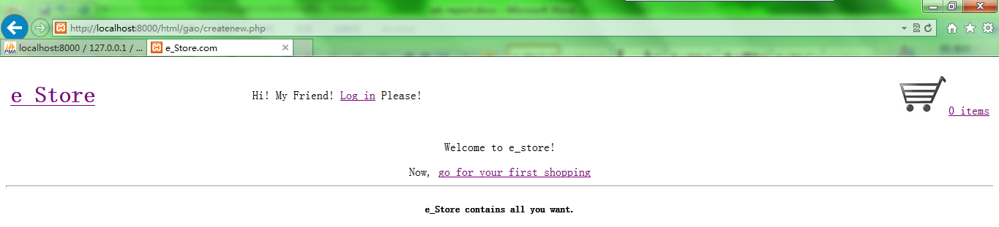 http://localhost:8000/html/gao/createnew.php
PMA localhost:8000 / 127.0.0.1 / ...
e_Store.com
e Store
Hi! My Friend! Log in Please!
0 items
Welcome to e_store!
Now, go for your first shopping
e_Store contains all you want.